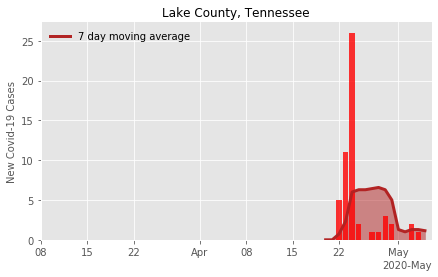 Lake County, Tennessee
7 day moving average
New Covid-19 Cases
25
20
15
10
5
0
08
15
22
Apr
08
15
22
May
2020-May